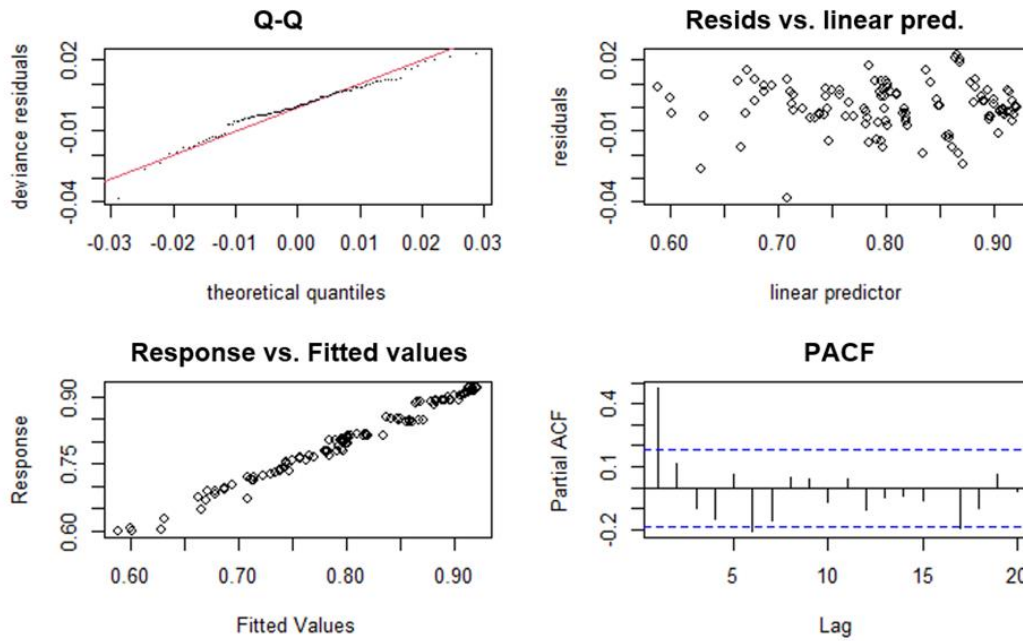 Q-Q
deviance residuals
0.02
-0.01
-0.04
-0.03 -0.02 -0.01 0.00 0.01 0.02 0.03
theoretical quantiles
Resids vs. linear pred.
residuals
0.02
-0.01
-0.04
0.60 0.70 0.80 0.90
linear predictor
Response vs. Fitted values
Response
0.90
0.75
0.60
0.60 0.70 0.80 0.90
Fitted Values
PACF
Partial ACF
0.4
0.1
-0.2
5 10 15 20
Lag